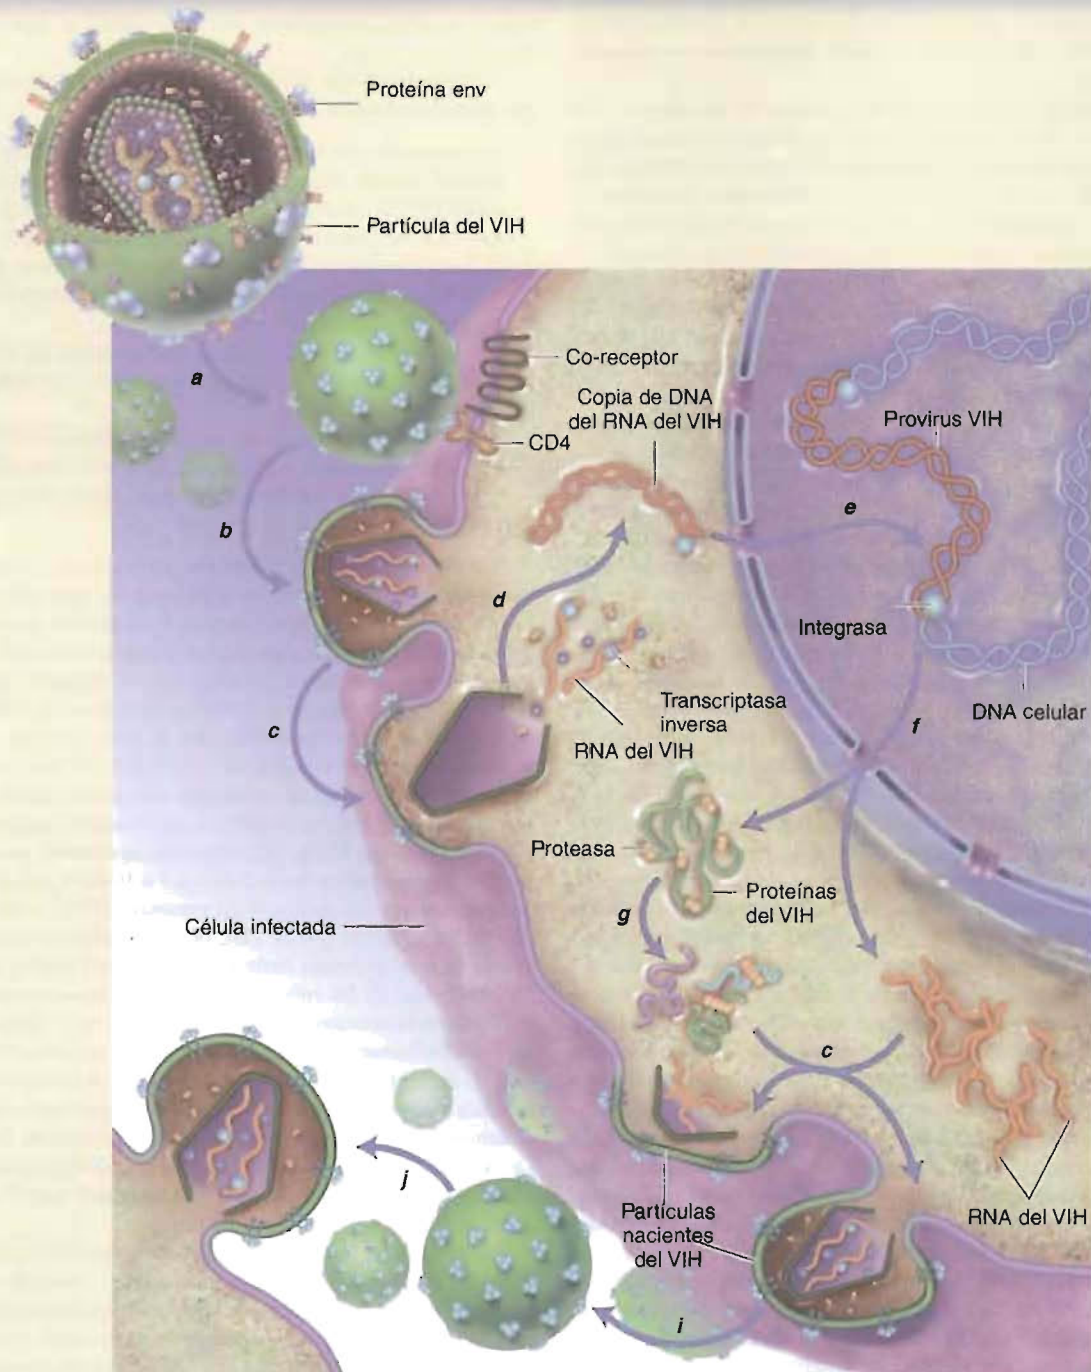 Proteína env
Partícula del VIH
a
Co-receptor
Copia de DNA
del RNA del VIH
CD4
Provirus VIH
b
e
d
Integrasa
Transcriptasa
inversa
DNA celular
c
f
RNA del VIH
Proteasa
Proteínas
del VIH
g
Célula infectada
c
j
Partículas
nacientes
del VIH
RNA del VIH
i